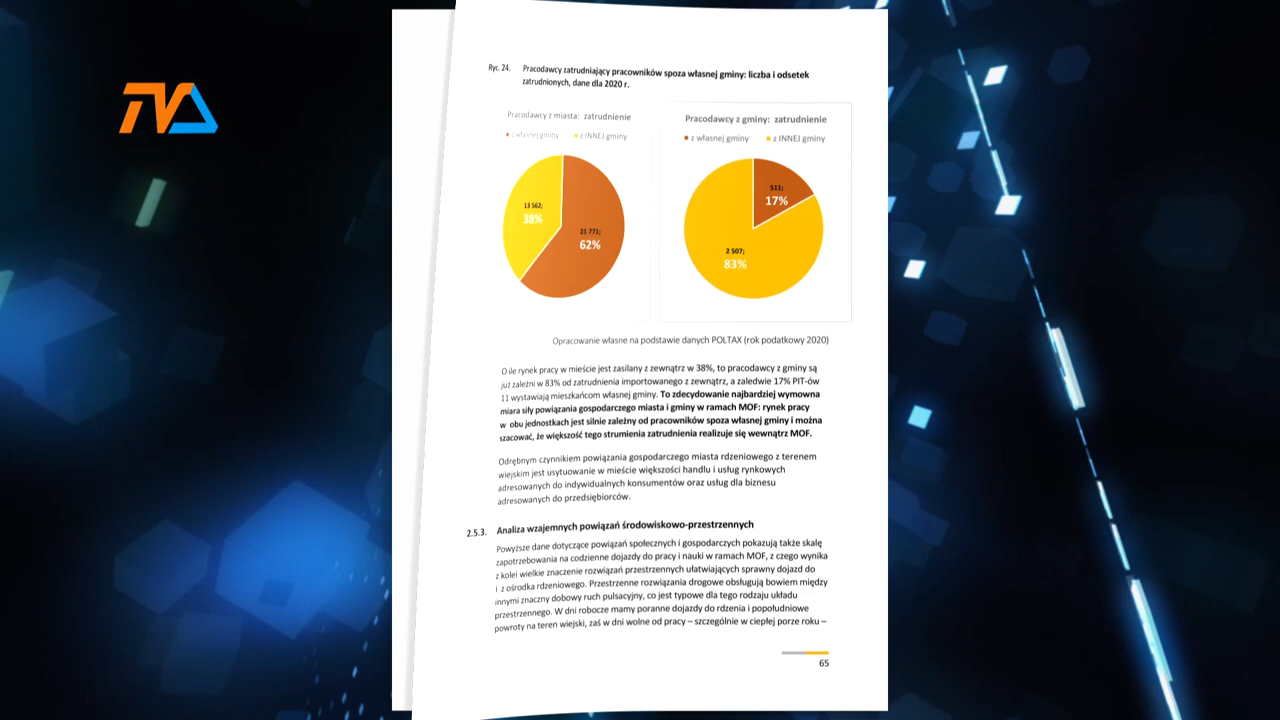 TVA
Ryc. 24. Pracodawcy zatrudniający pracowników spoza własnej gminy: liczba i odsetek
zatrudnionych, dane dla 2020 r.
Pracodawcy z miasta: zatrudnienie
z własnej gminy z INNEJ gminy
13 562;
38%
21 771;
62%
Pracodawcy z gminy: zatrudnienie
z własnej gminy z INNEJ gminy
511;
17%
2 507;
83%
Opracowanie własne na podstawie danych POLTAX (rok podatkowy 2020)
O ile rynek pracy w mieście jest zasilany z zewnątrz w 38%, to pracodawcy z gminy są
już zależni w 83% od zatrudnienia importowanego z zewnątrz, a zaledwie 17% PIT-ów
11 wystawiają mieszkańcom własnej gminy. To zdecydowanie najbardziej wymowna
miara siły powiązania gospodarczego miasta i gminy w ramach MOF: rynek pracy
w obu jednostkach jest silnie zależny od pracowników spoza własnej gminy i można
szacować, że większość tego strumienia zatrudnienia realizuje się wewnątrz MOF.
Odrębnym czynnikiem powiązania gospodarczego miasta rdzeniowego z terenem
wiejskim jest usytuowanie w mieście większości handlu i usług rynkowych
adresowanych do indywidualnych konsumentów oraz usług dla biznesu
adresowanych do przedsiębiorców.
2.5.3. Analiza wzajemnych powiązań środowiskowo-przestrzennych
Powyższe dane dotyczące powiązań społecznych i gospodarczych pokazują także skalę
zapotrzebowania na codzienne dojazdy do pracy i nauki w ramach MOF, z czego wynika
z kolei wielkie znaczenie rozwiązań przestrzennych ułatwiających sprawny dojazd do
i z ośrodka rdzeniowego. Przestrzenne rozwiązania drogowe obsługują bowiem między
innymi znaczny dobowy ruch pulsacyjny, co jest typowe dla tego rodzaju układu
przestrzennego. W dni robocze mamy poranne dojazdy do rdzenia i popołudniowe
powroty na teren wiejski, zaś w dni wolne od pracy – szczególnie w ciepłej porze roku –
65